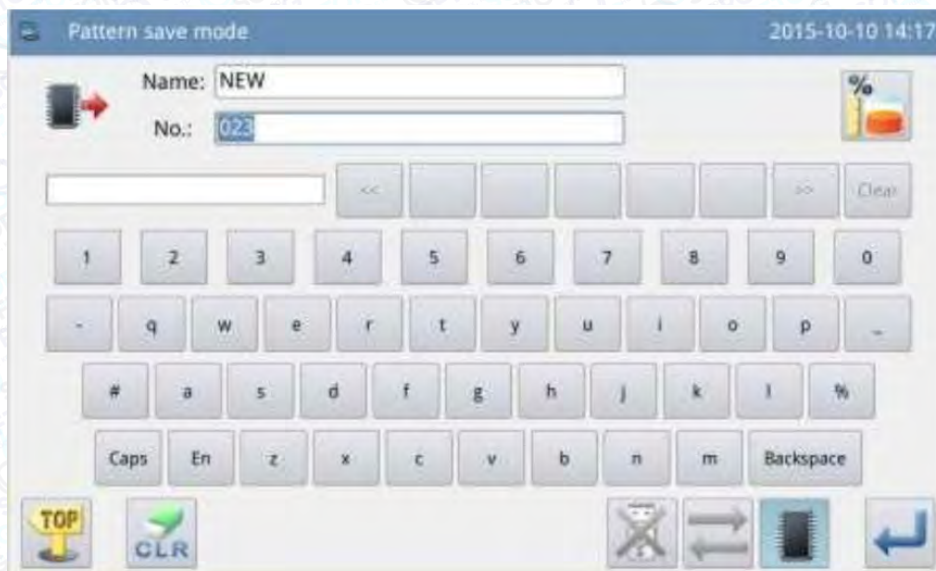 Pattern save mode 2015-10-10 14:17
Name: NEW %
No.: 023
<< >> Clear
1 2 3 4 5 6 7 8 9 0
- q w e r t y u i o p _
# a s d f g h j k l %
Caps En z x c v b n m Backspace
TOP CLR